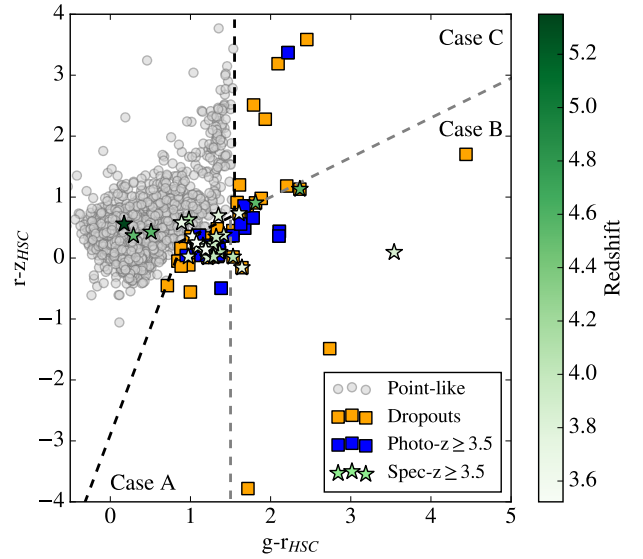 4
3
2
1
0
−1
−2
−3
−4
r-z_HSC
0
1
2
3
4
5
g-r_HSC
Case C
Case B
Case A
Point-like
Dropouts
Photo-z ≥ 3.5
Spec-z ≥ 3.5
5.2
5.0
4.8
4.6
4.4
4.2
4.0
3.8
3.6
Redshift